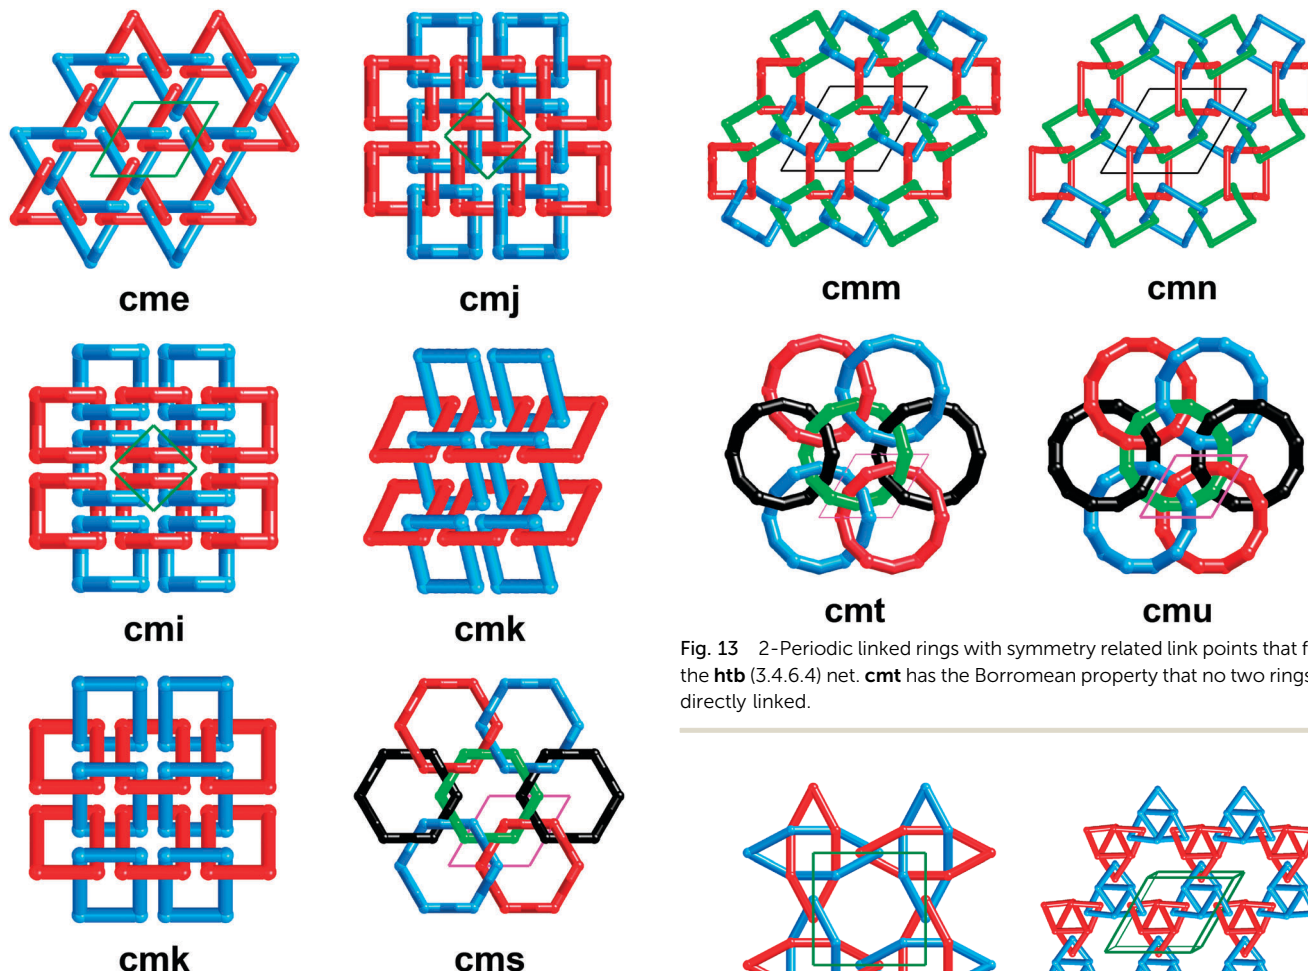 cme
cmj
cmi
cmk
cmk
cms
cmm
cmn
cmt
cmu
Fig. 13 2-Periodic linked rings with symmetry related link points that
the htb (3.4.6.4) net. cmt has the Borromean property that no two rings
directly linked.